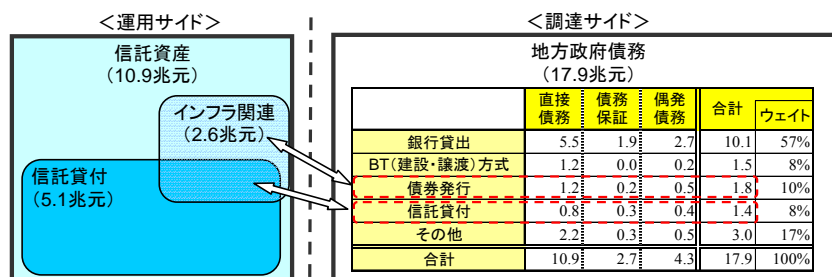 ＜運用サイド＞
信託資産
（10.9兆元）
インフラ関連
（2.6兆元）
信託貸付
（5.1兆元）
＜調達サイド＞
地方政府債務
（17.9兆元）
直接債務 債務保証 偶発債務 合計 ウェイト
銀行貸出 5.5 1.9 2.7 10.1 57%
BT（建設・譲渡）方式 1.2 0.0 0.2 1.5 8%
債券発行 1.2 0.2 0.5 1.8 10%
信託貸付 0.8 0.3 0.4 1.4 8%
その他 2.2 0.3 0.5 3.0 17%
合計 10.9 2.7 4.3 17.9 100%